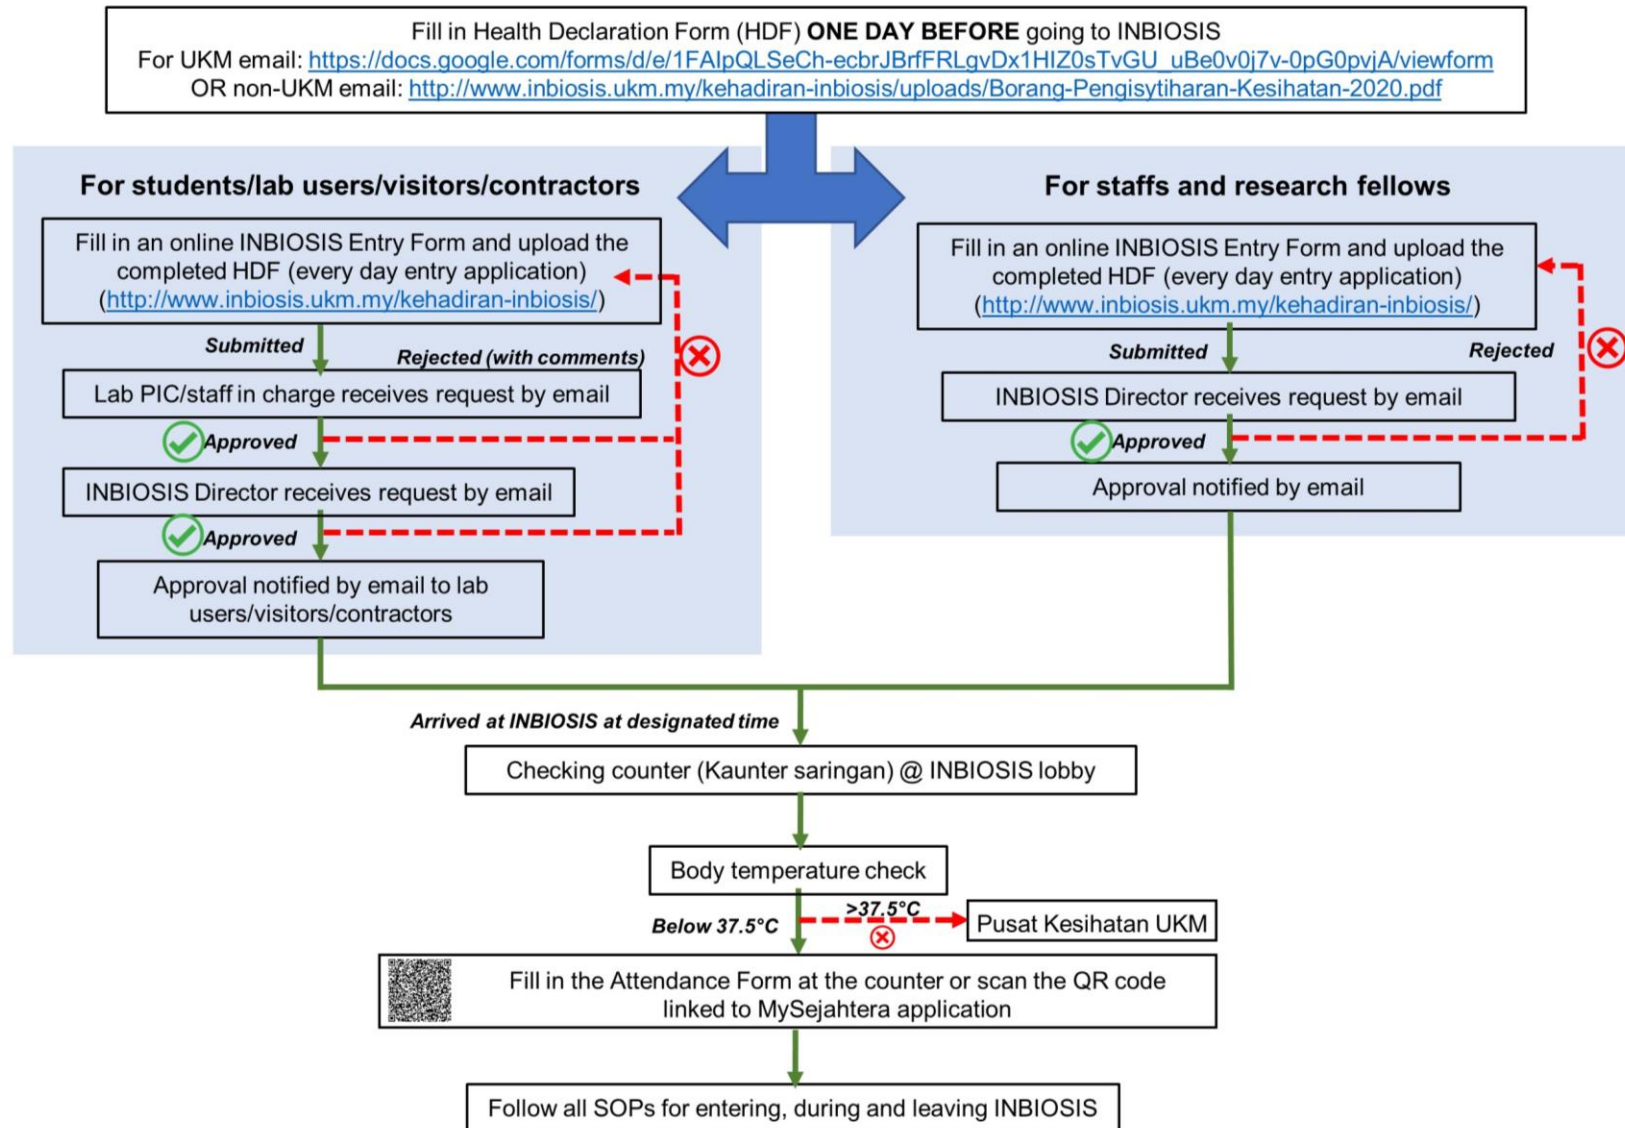 Fill in Health Declaration Form (HDF) ONE DAY BEFORE going to INBIOSIS
For UKM email: https://docs.google.com/forms/d/e/1FAIpQLSeCh-ecbrJBrfFRLgvDx1HIZ0sTvGU_uBe0v0j7v-0pG0pvjA/viewform
OR non-UKM email: http://www.inbiosis.ukm.my/kehadiran-inbiosis/uploads/Borang-Pengisytiharan-Kesihatan-2020.pdf
For students/lab users/visitors/contractors
Fill in an online INBIOSIS Entry Form and upload the
completed HDF (every day entry application)
(http://www.inbiosis.ukm.my/kehadiran-inbiosis/)
Submitted
Rejected (with comments)
Lab PIC/staff in charge receives request by email
Approved
INBIOSIS Director receives request by email
Approved
Approval notified by email to lab
users/visitors/contractors
For staffs and research fellows
Fill in an online INBIOSIS Entry Form and upload the
completed HDF (every day entry application)
(http://www.inbiosis.ukm.my/kehadiran-inbiosis/)
Submitted
Rejected
INBIOSIS Director receives request by email
Approved
Approval notified by email
Arrived at INBIOSIS at designated time
Checking counter (Kaunter saringan) @ INBIOSIS lobby
Body temperature check
Below 37.5°C
>37.5°C
Pusat Kesihatan UKM
Fill in the Attendance Form at the counter or scan the QR code
linked to MySejahtera application
Follow all SOPs for entering, during and leaving INBIOSIS